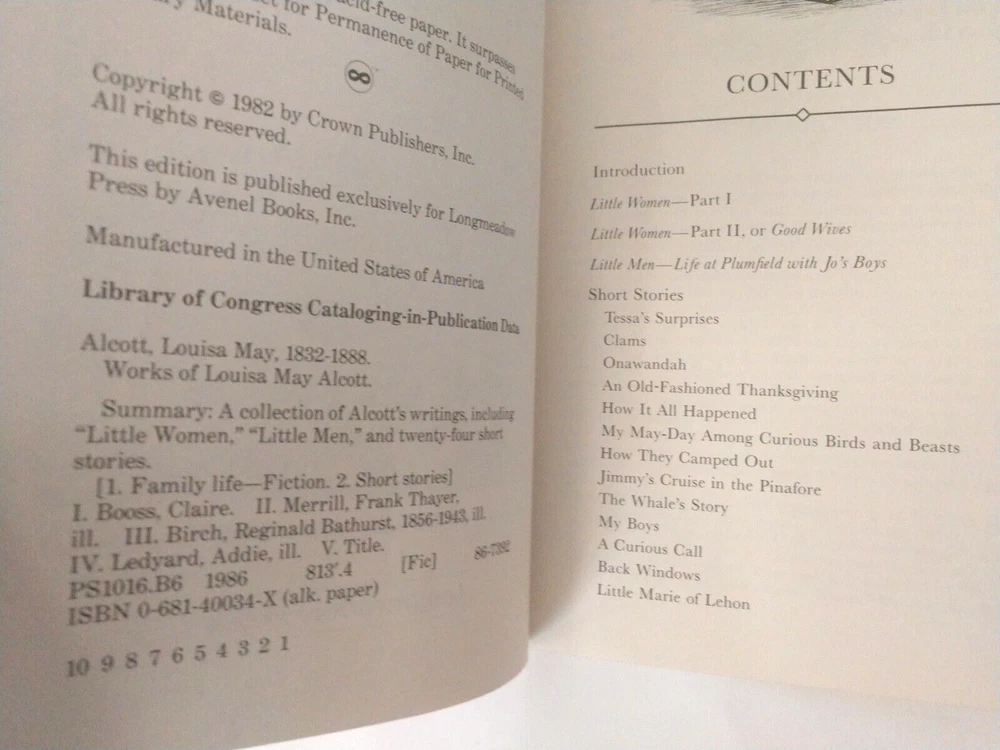 acid-free paper. It surpasses
for Permanence of Paper for Printed
Materials.
Copyright © 1982 by Crown Publishers, Inc.
All rights reserved.
This edition is published exclusively for Longmeadow
Press by Avenel Books, Inc.
Manufactured in the United States of America
Library of Congress Cataloging-in-Publication Data
Alcott, Louisa May, 1832-1888.
Works of Louisa May Alcott.
Summary: A collection of Alcott's writings, including
"Little Women," "Little Men," and twenty-four short
stories.
[1. Family life—Fiction. 2. Short stories]
I. Booss, Claire. II. Merrill, Frank Thayer,
ill. III. Birch, Reginald Bathurst, 1856-1943, ill.
IV. Ledyard, Addie, ill. V. Title.
PS1016.B6 1986 813'.4 [Fic] 86-7392
ISBN 0-681-40034-X (alk. paper)
10 9 8 7 6 5 4 3 2 1
CONTENTS
Introduction
Little Women—Part I
Little Women—Part II, or Good Wives
Little Men—Life at Plumfield with Jo's Boys
Short Stories
Tessa's Surprises
Clams
Onawandah
An Old-Fashioned Thanksgiving
How It All Happened
My May-Day Among Curious Birds and Beasts
How They Camped Out
Jimmy's Cruise in the Pinafore
The Whale's Story
My Boys
A Curious Call
Back Windows
Little Marie of Lehon